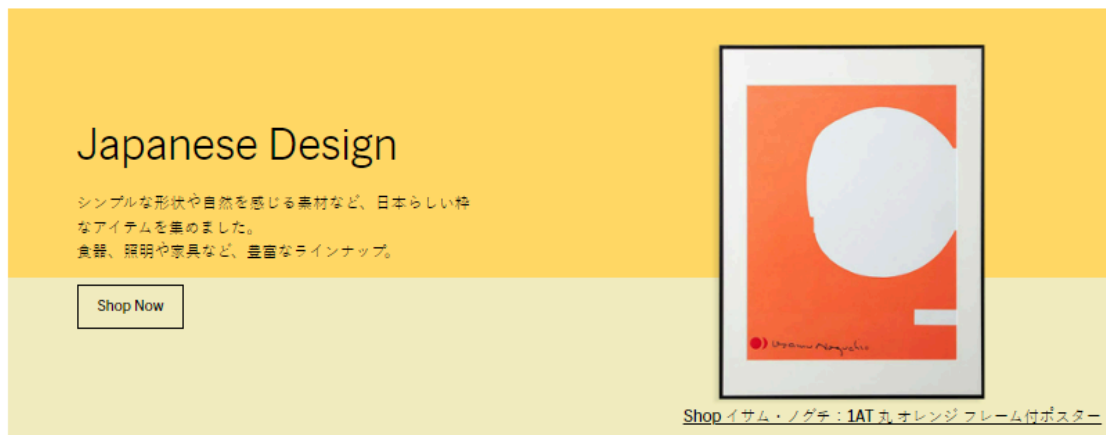 Japanese Design
シンプルな形状や自然を感じる素材など、日本らしい粋
なアイテムを集めました。
食器、照明や家具など、豊富なラインナップ。
Shop Now
Isamu Noguchi
Shop イサム・ノグチ：1AT 丸 オレンジ フレーム付ポスター